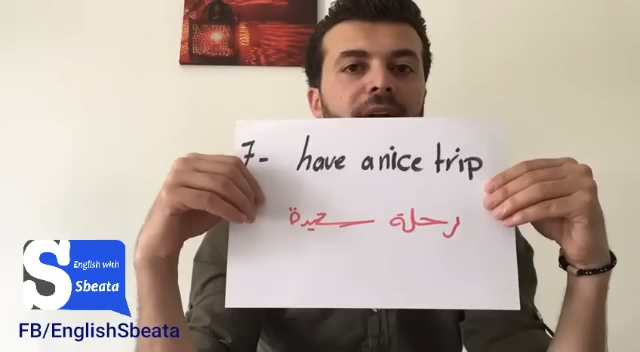 7- have a nice trip
رحلة سعيدة
English with
Sbeata
S
FB/EnglishSbeata